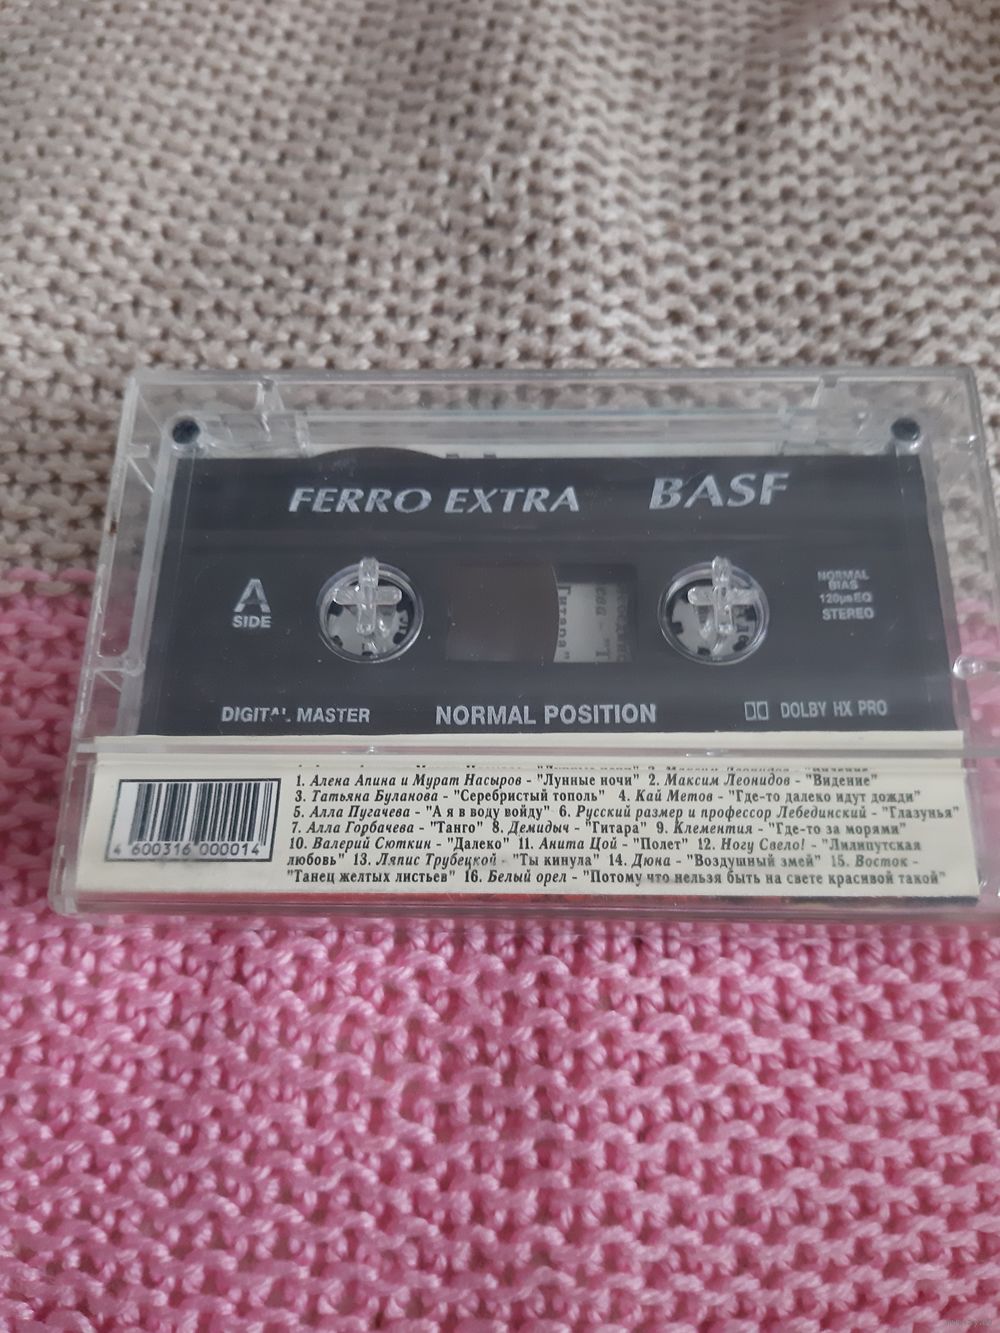 FERRO EXTRA BASF
A
SIDE
NORMAL
BIAS
120µs EQ
STEREO
Гитара"
DIGITAL MASTER
NORMAL POSITION
DOLBY HX PRO
4 600316 000014
1. Алена Апина и Мурат Насыров - "Лунные ночи" 2. Максим Леонидов - "Видение"
3. Татьяна Буланова - "Серебристый тополь" 4. Кай Метов - "Где-то далеко идут дожди"
5. Алла Пугачева - "А я в воду войду" 6. Русский размер и профессор Лебединский - "Глазунья"
7. Алла Горбачева - "Танго" 8. Демидыч - "Гитара" 9. Клементия - "Где-то за морями"
10. Валерий Сюткин - "Далеко" 11. Анита Цой - "Полет" 12. Ногу Свело! - "Лилипутская
любовь" 13. Ляпис Трубецкой - "Ты кинула" 14. Дюна - "Воздушный змей" 15. Восток -
"Танец желтых листьев" 16. Белый орел - "Потому что нельзя быть на свете красивой такой"